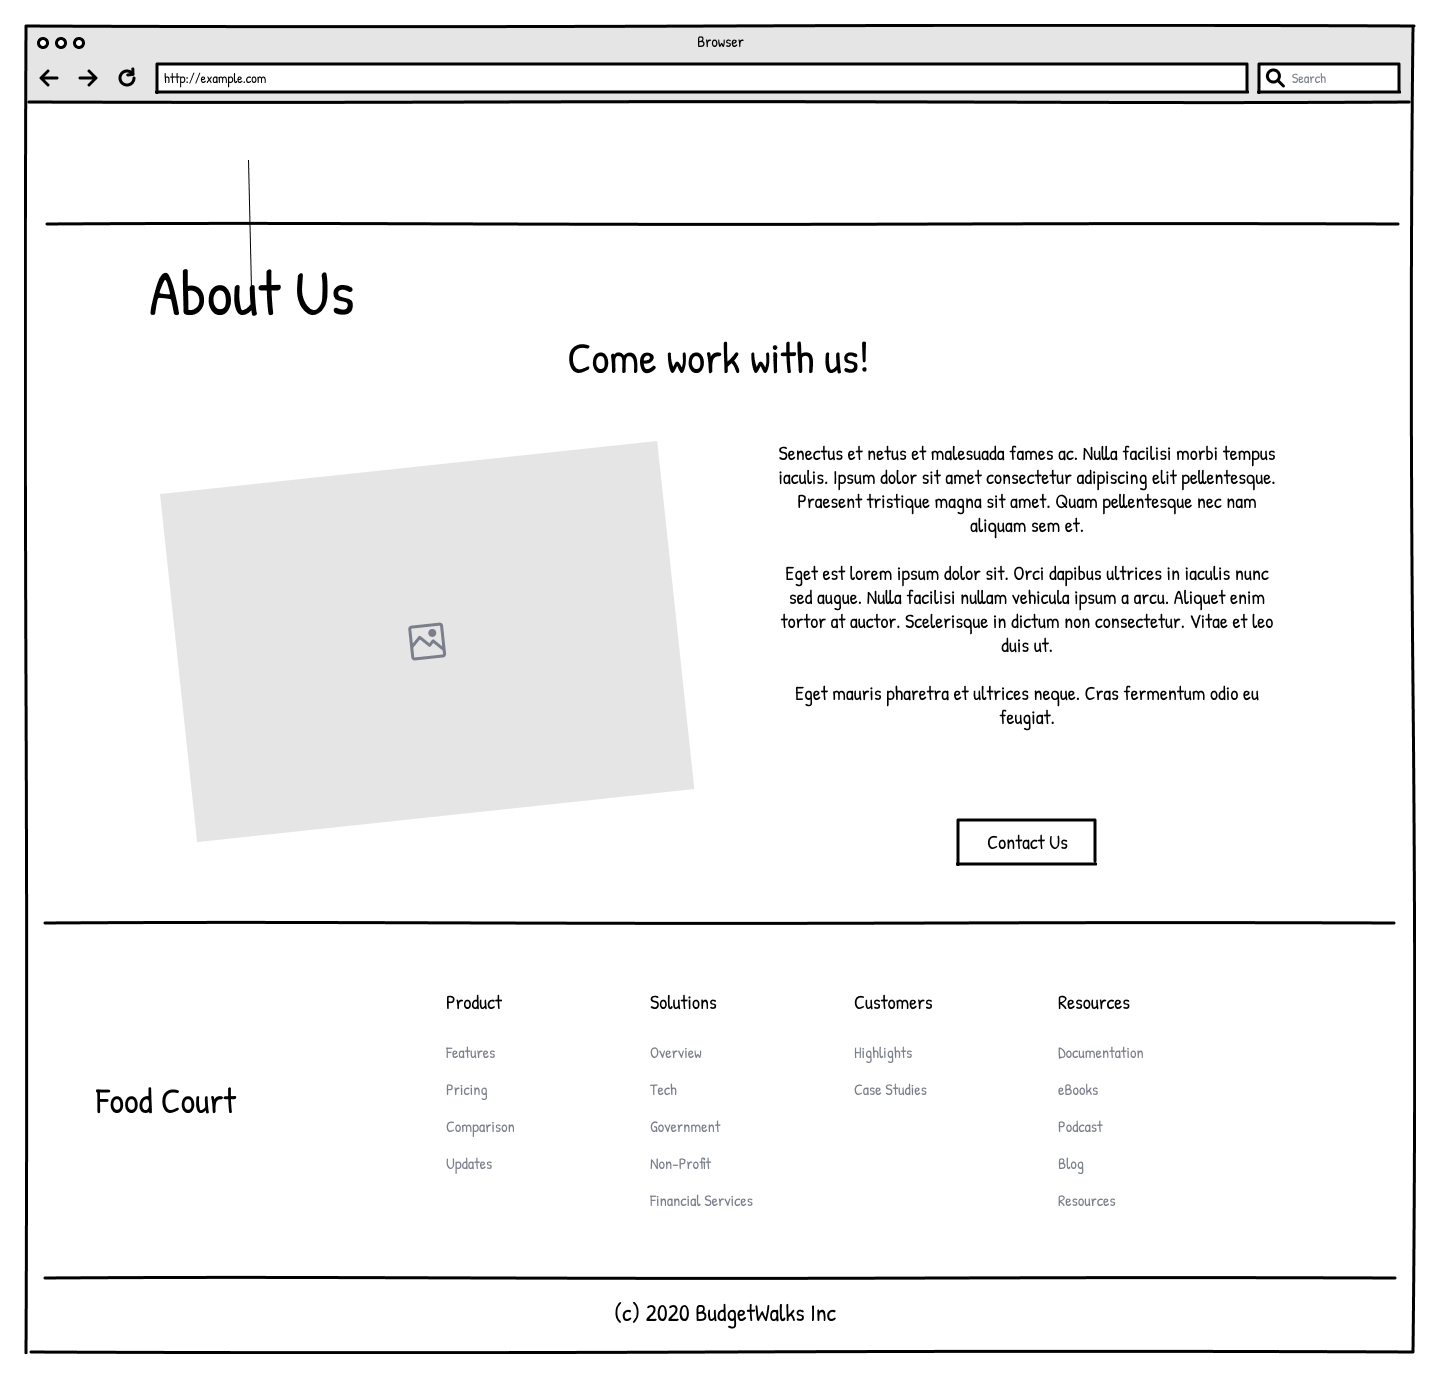 Browser
http://example.com
Search
About Us
Come work with us!
Senectus et netus et malesuada fames ac. Nulla facilisi morbi tempus
iaculis. Ipsum dolor sit amet consectetur adipiscing elit pellentesque.
Praesent tristique magna sit amet. Quam pellentesque nec nam
aliquam sem et.
Eget est lorem ipsum dolor sit. Orci dapibus ultrices in iaculis nunc
sed augue. Nulla facilisi nullam vehicula ipsum a arcu. Aliquet enim
tortor at auctor. Scelerisque in dictum non consectetur. Vitae et leo
duis ut.
Eget mauris pharetra et ultrices neque. Cras fermentum odio eu
feugiat.
Contact Us
Food Court
Product
Features
Pricing
Comparison
Updates
Solutions
Overview
Tech
Government
Non-Profit
Financial Services
Customers
Highlights
Case Studies
Resources
Documentation
eBooks
Podcast
Blog
Resources
(c) 2020 BudgetWalks Inc